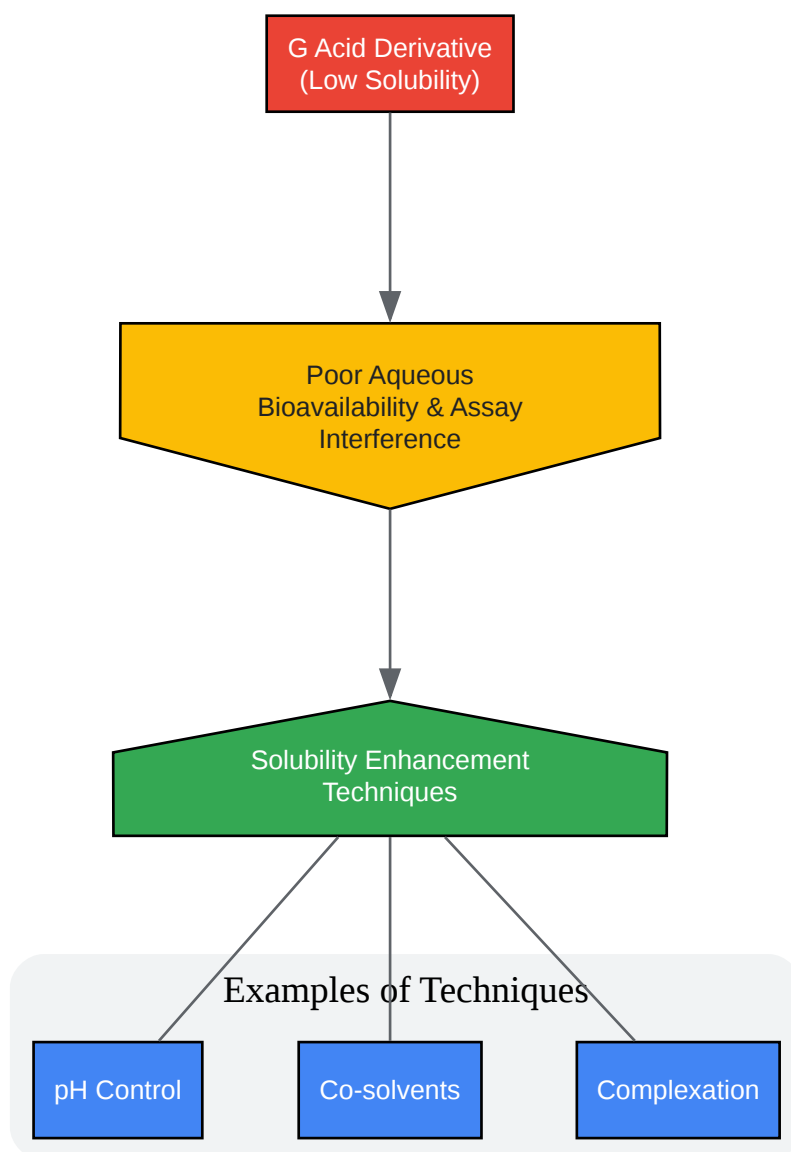 G Acid Derivative
(Low Solubility)
Poor Aqueous
Bioavailability & Assay
Interference
Solubility Enhancement
Techniques
Examples of Techniques
pH Control
Co-solvents
Complexation